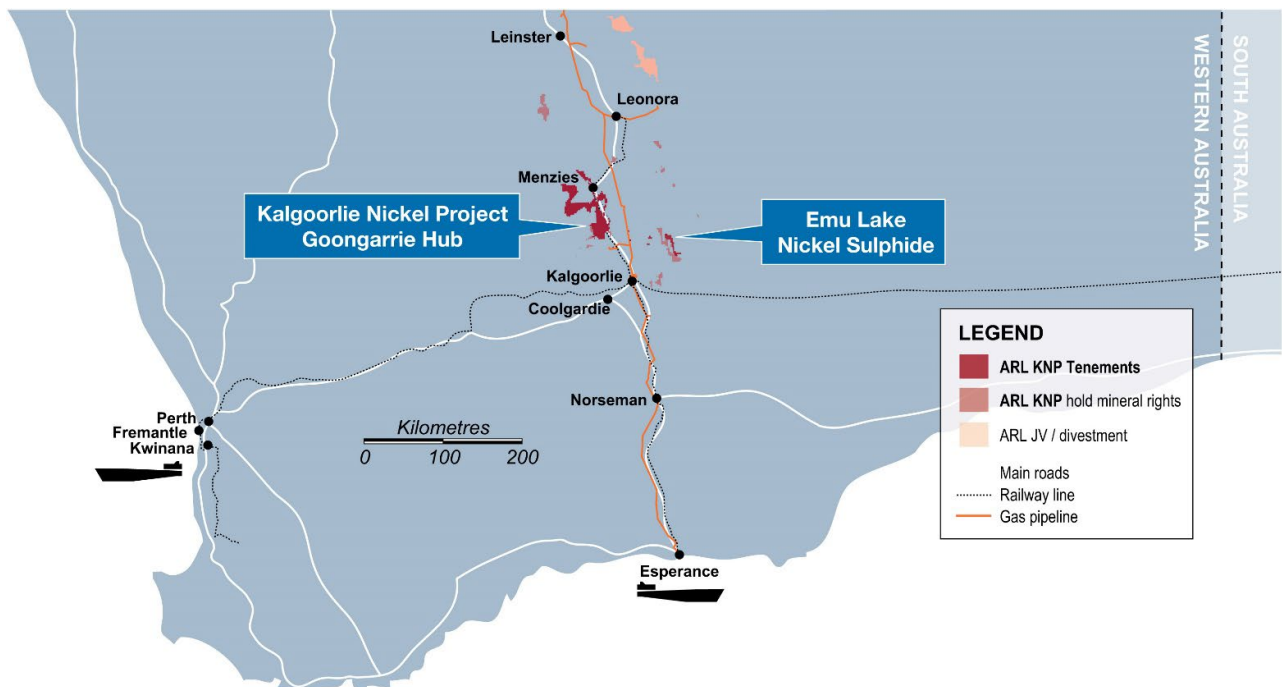 Leinster
Leonora
Menzies
Kalgoorlie Nickel Project
Goongarrie Hub
Emu Lake
Nickel Sulphide
WESTERN AUSTRALIA
SOUTH AUSTRALIA
Kalgoorlie
Coolgardie
Norseman
Perth
Fremantle
Kwinana
Kilometres
0 100 200
Esperance
LEGEND
ARL KNP Tenements
ARL KNP hold mineral rights
ARL JV / divestment
Main roads
Railway line
Gas pipeline